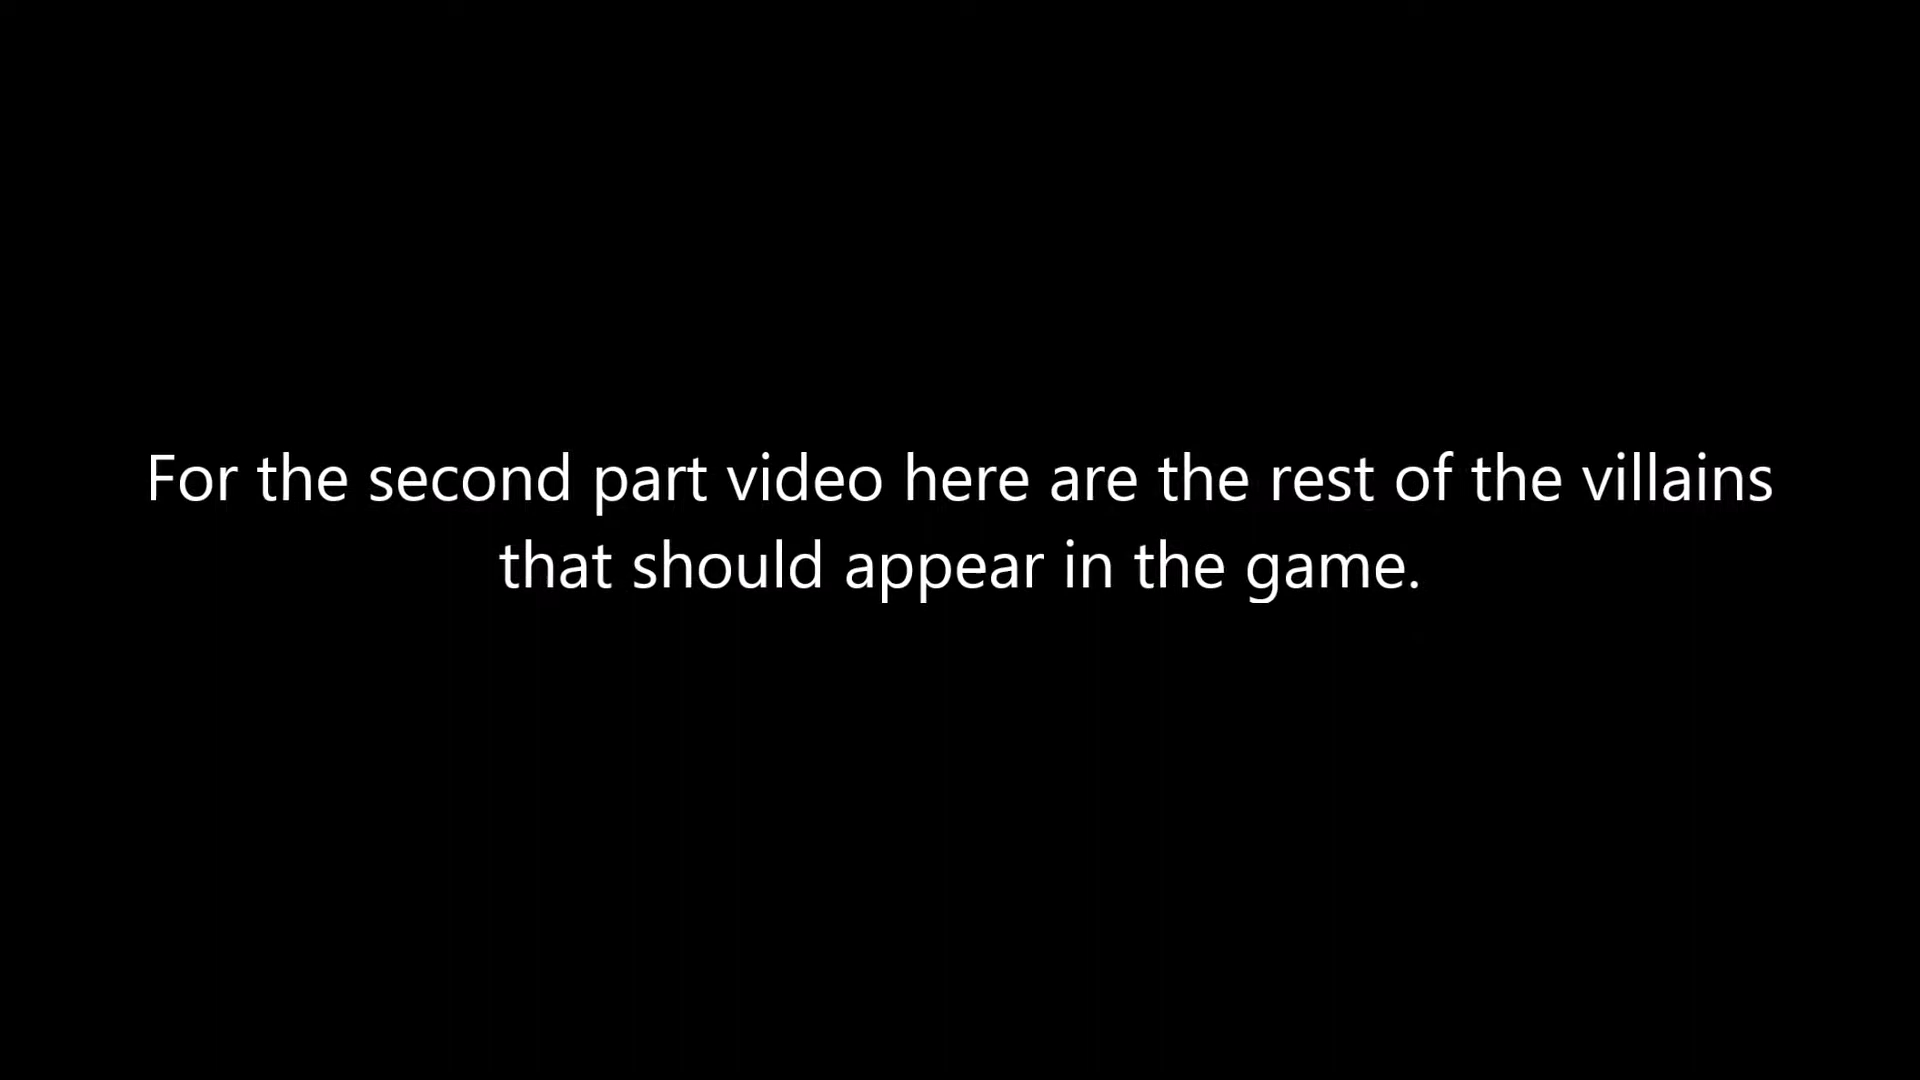 For the second part video here are the rest of the villains
that should appear in the game.